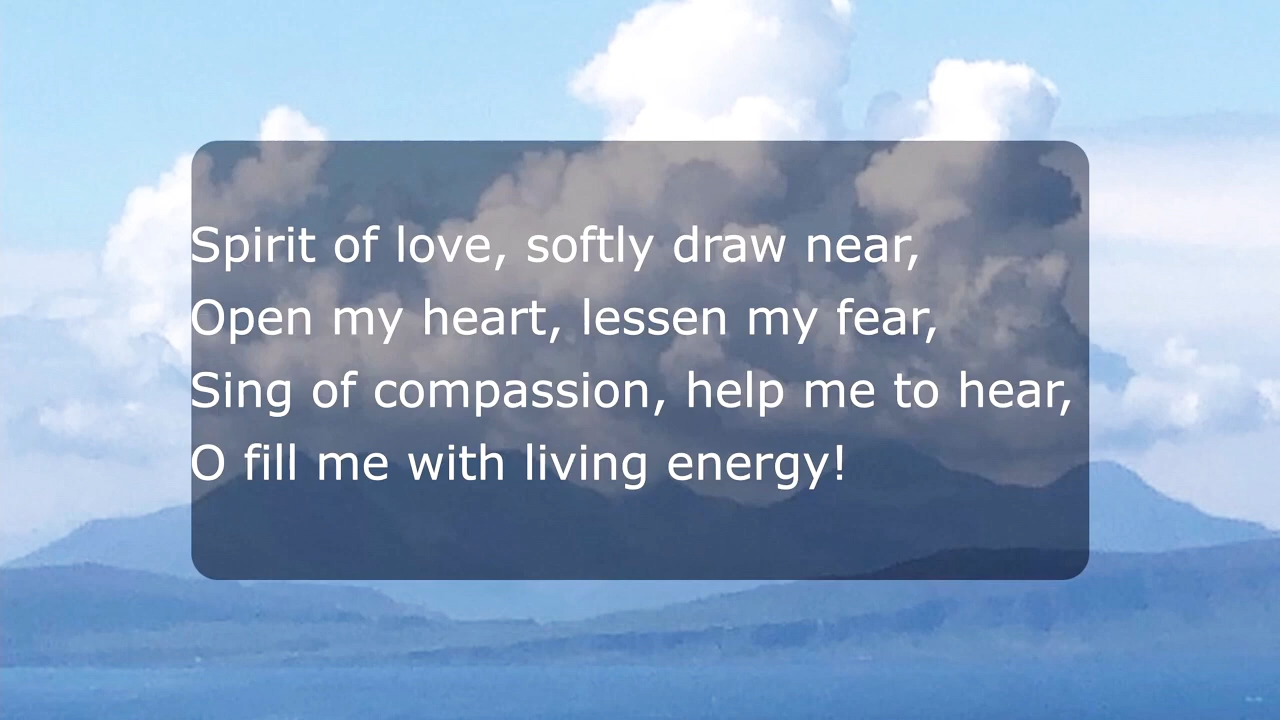 Spirit of love, softly draw near,
Open my heart, lessen my fear,
Sing of compassion, help me to hear,
O fill me with living energy!